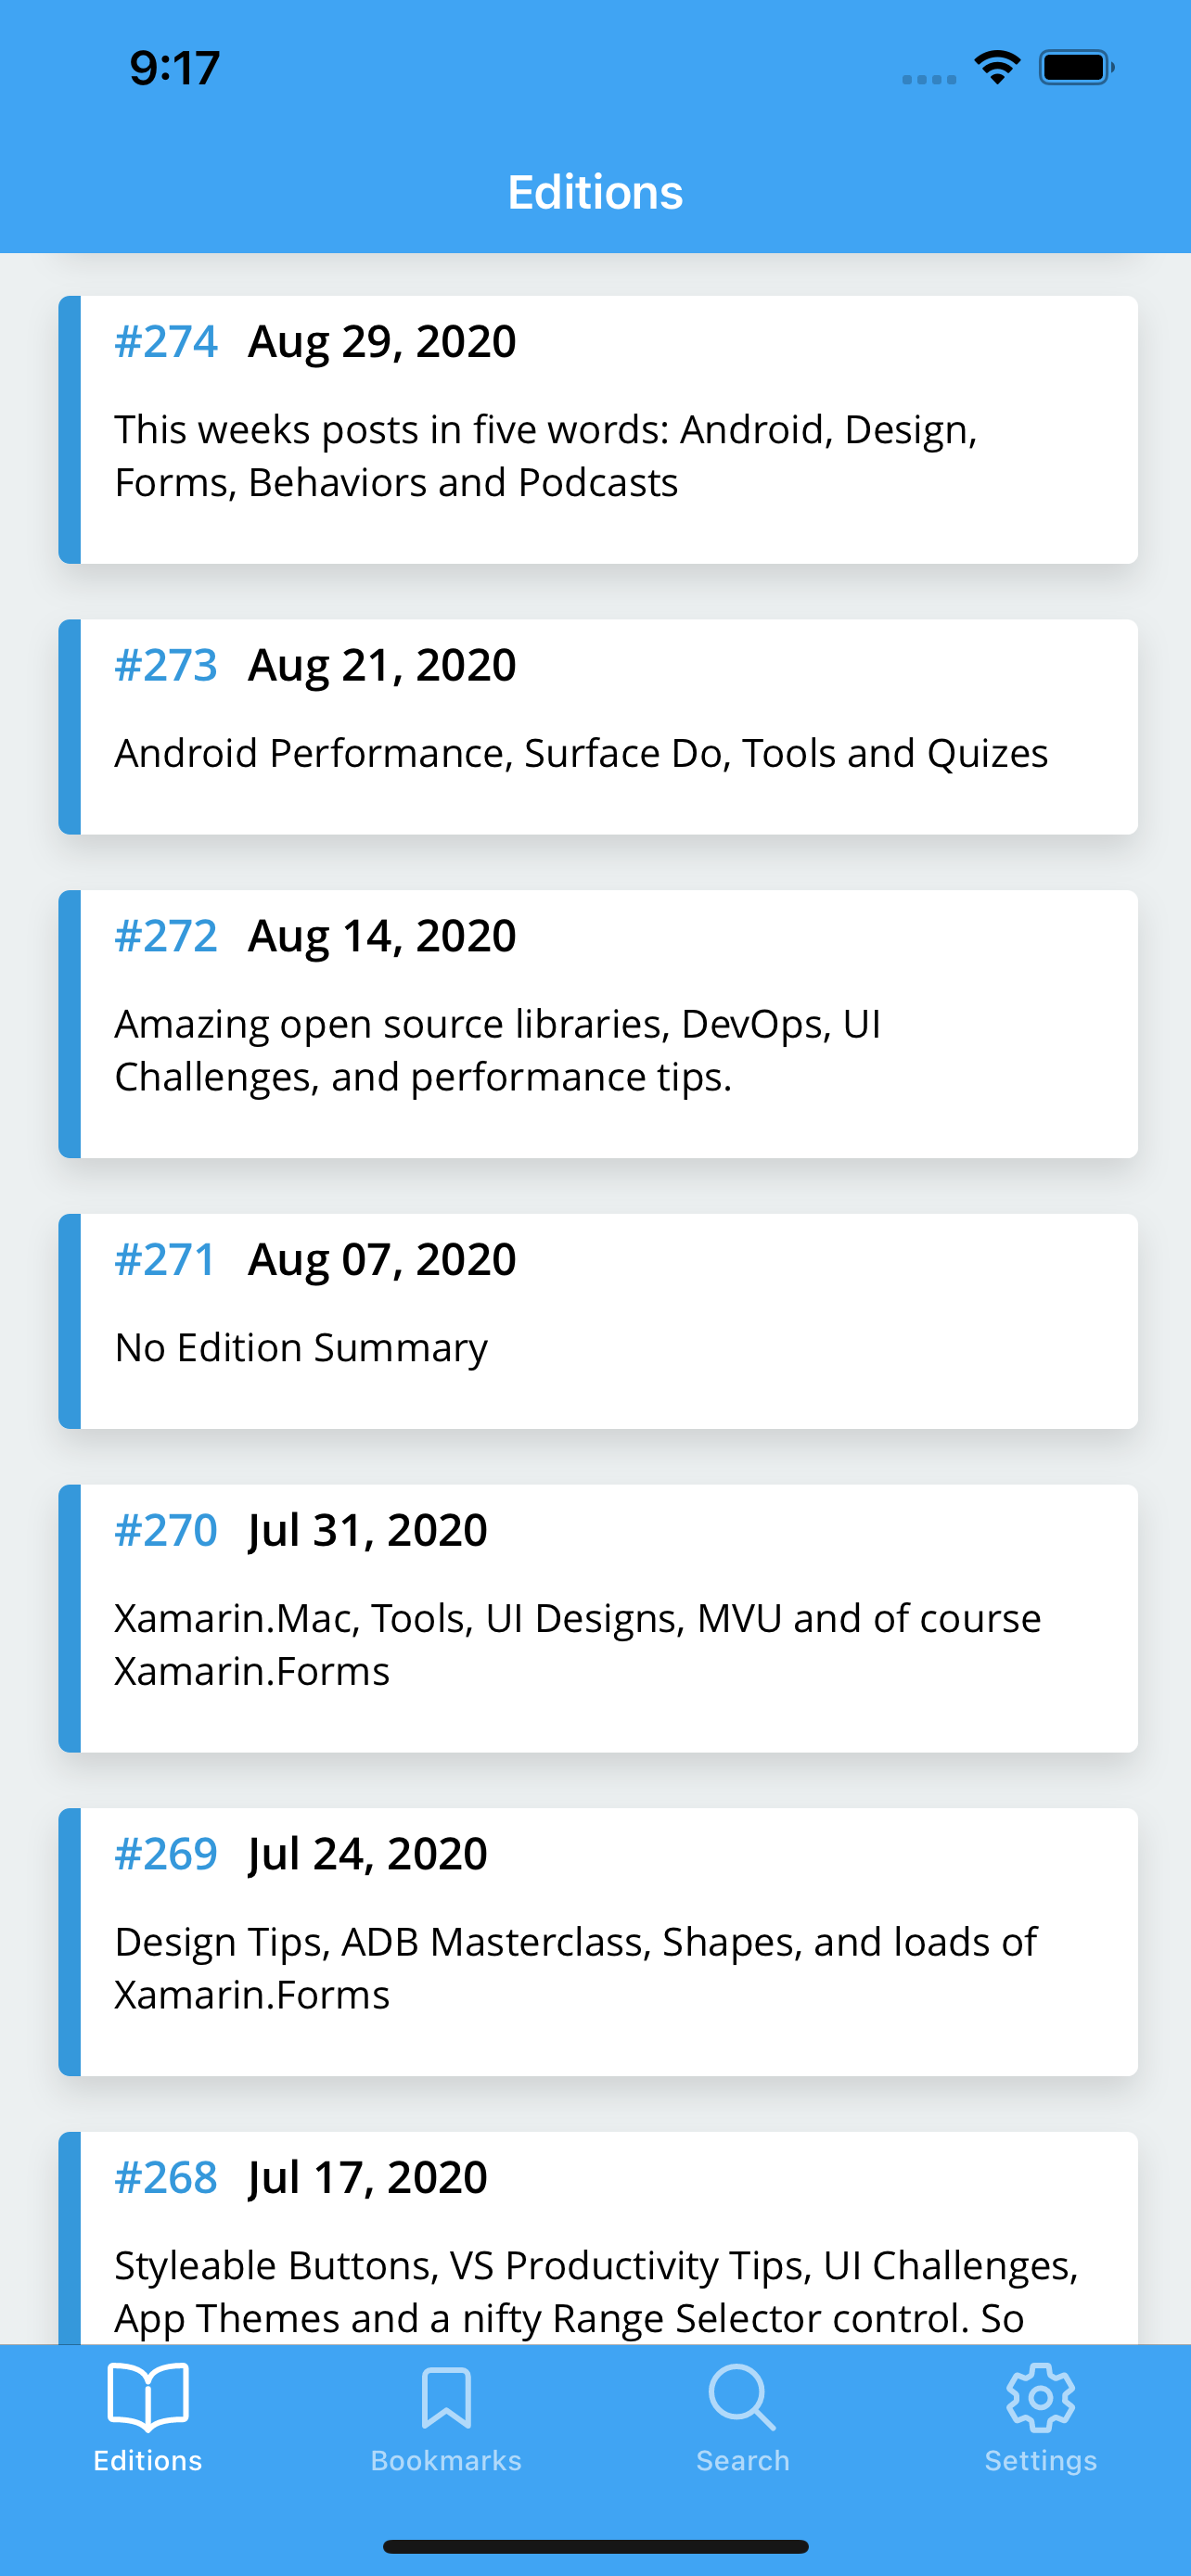 9:17
Editions
#274 Aug 29, 2020
This weeks posts in five words: Android, Design,
Forms, Behaviors and Podcasts
#273 Aug 21, 2020
Android Performance, Surface Do, Tools and Quizes
#272 Aug 14, 2020
Amazing open source libraries, DevOps, UI
Challenges, and performance tips.
#271 Aug 07, 2020
No Edition Summary
#270 Jul 31, 2020
Xamarin.Mac, Tools, UI Designs, MVU and of course
Xamarin.Forms
#269 Jul 24, 2020
Design Tips, ADB Masterclass, Shapes, and loads of
Xamarin.Forms
#268 Jul 17, 2020
Styleable Buttons, VS Productivity Tips, UI Challenges,
App Themes and a nifty Range Selector control. So
Editions Bookmarks Search Settings